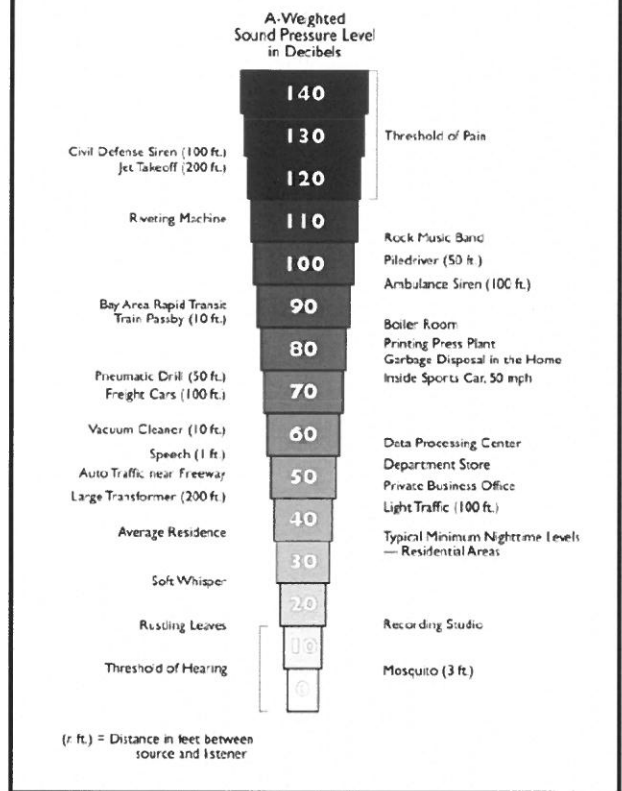 A-Weighted
Sound Pressure Level
in Decibels
140
130
Threshold of Pain
Civil Defense Siren (100 ft.)
Jet Takeoff (200 ft.)
120
Riveting Machine
110
Rock Music Band
100
Piledriver (50 ft.)
Ambulance Siren (100 ft.)
Bay Area Rapid Transit
Train Passby (10 ft.)
90
Boiler Room
80
Printing Press Plant
Garbage Disposal in the Home
Pneumatic Drill (50 ft.)
Inside Sports Car, 50 mph
Freight Cars (100 ft.)
70
Vacuum Cleaner (10 ft.)
60
Data Processing Center
Speech (1 ft.)
Department Store
Auto Traffic near Freeway
50
Private Business Office
Large Transformer (200 ft.)
Light Traffic (100 ft.)
40
Average Residence
Typical Minimum Nighttime Levels
— Residential Areas
30
Soft Whisper
20
Rustling Leaves
Recording Studio
10
Threshold of Hearing
Mosquito (3 ft.)
0
(r. ft.) = Distance in feet between
source and listener